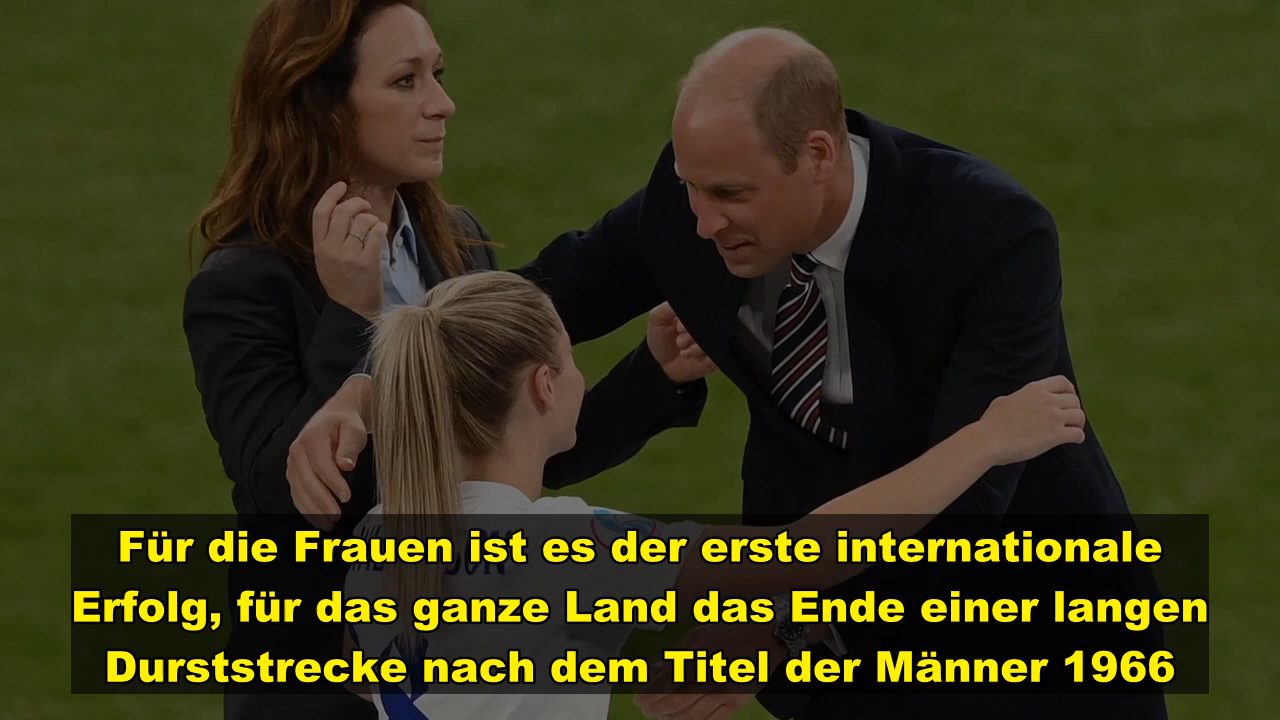 Für die Frauen ist es der erste internationale
Erfolg, für das ganze Land das Ende einer langen
Durststrecke nach dem Titel der Männer 1966